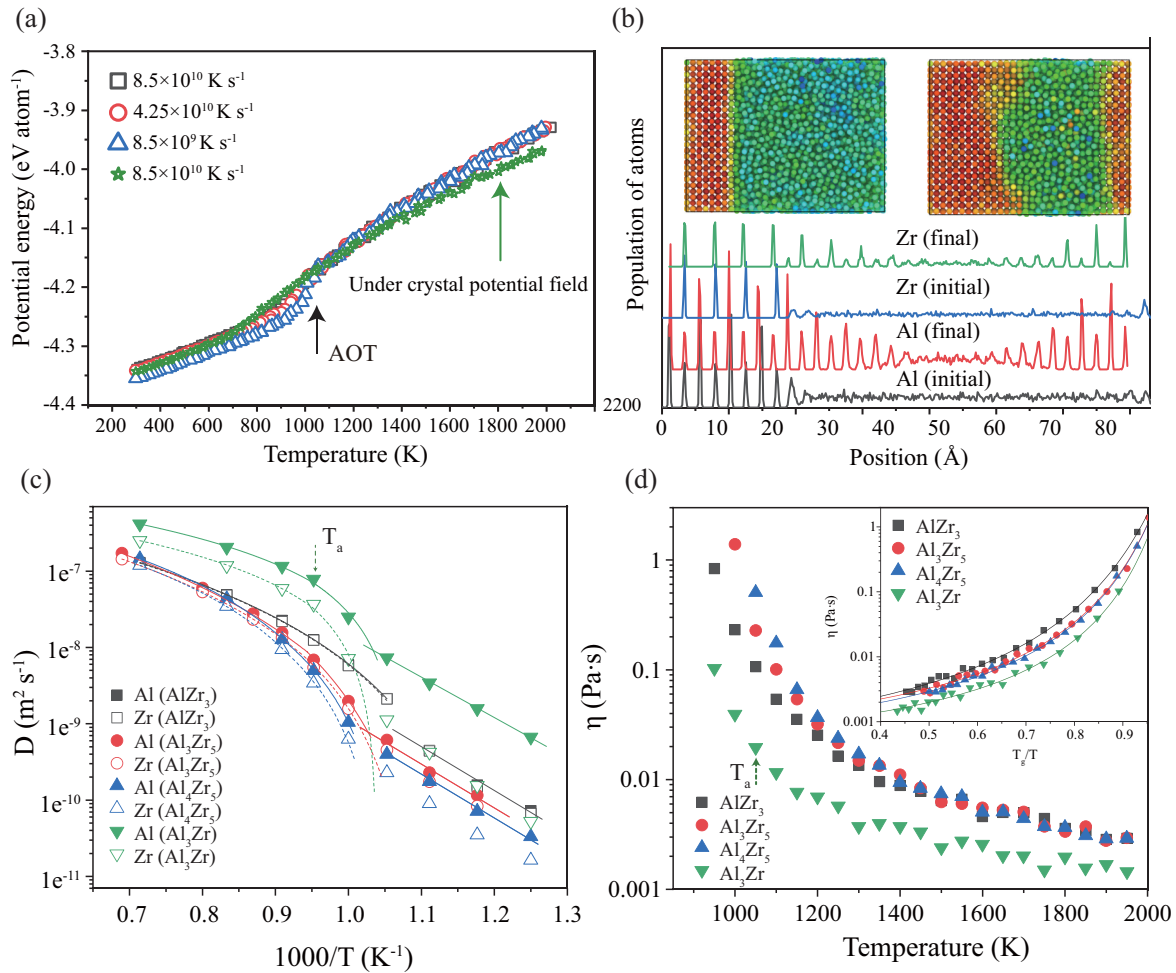 (a)
-3.8
-3.9
-4.0
-4.1
-4.2
-4.3
-4.4
Potential energy (eV atom⁻¹)
8.5×10¹⁰ K s⁻¹
4.25×10¹⁰ K s⁻¹
8.5×10⁹ K s⁻¹
8.5×10¹⁰ K s⁻¹
Under crystal potential field
AOT
200 400 600 800 1000 1200 1400 1600 1800 2000
Temperature (K)
(b)
Population of atoms
Zr (final)
Zr (initial)
Al (final)
Al (initial)
2200
0 10 10 20 30 40 50 60 70 80
Position (Å)
(c)
D (m² s⁻¹)
10⁻⁷
10⁻⁸
10⁻⁹
10⁻¹⁰
10⁻¹¹
Tₐ
Al (AlZr₃)
Zr (AlZr₃)
Al (Al₃Zr₅)
Zr (Al₃Zr₅)
Al (Al₄Zr₅)
Zr (Al₄Zr₅)
Al (Al₃Zr)
Zr (Al₃Zr)
0.7 0.8 0.9 1.0 1.1 1.2 1.3
1000/T (K⁻¹)
(d)
η (Pa·s)
1
0.1
0.01
0.001
Tₐ
AlZr₃
Al₃Zr₅
Al₄Zr₅
Al₃Zr
1000 1200 1400 1600 1800 2000
Temperature (K)
AlZr₃
Al₃Zr₅
Al₄Zr₅
Al₃Zr
η (Pa·s)
1
0.1
0.01
0.001
0.4 0.5 0.6 0.7 0.8 0.9
T_g/T